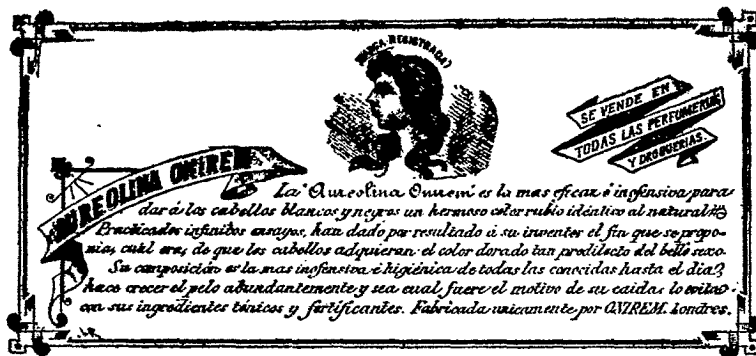 MARCA REGISTRADA
SE VENDE EN
TODAS LAS PERFUMERIAS
Y DROGUERIAS.
AUREOLINA ONIREM
La "Aureolina Onirem" es la mas eficaz é inofensiva para
dar á los cabellos blancos y negros un hermoso color rubio idéntico al natural
Practicados infinitos ensayos, han dado por resultado á su inventor el fin que se propo-
nia, cual era, de que los cabellos adquieran el color dorado tan predilecto del bello sexo.
Su composición es la mas inofensiva é higiénica de todas las conocidas hasta el dia,
hace crecer el pelo abundantemente y sea cual fuere el motivo de su caida lo evita
con sus ingredientes tónicos y fortificantes. Fabricada unicamente por ONIREM. Londres.